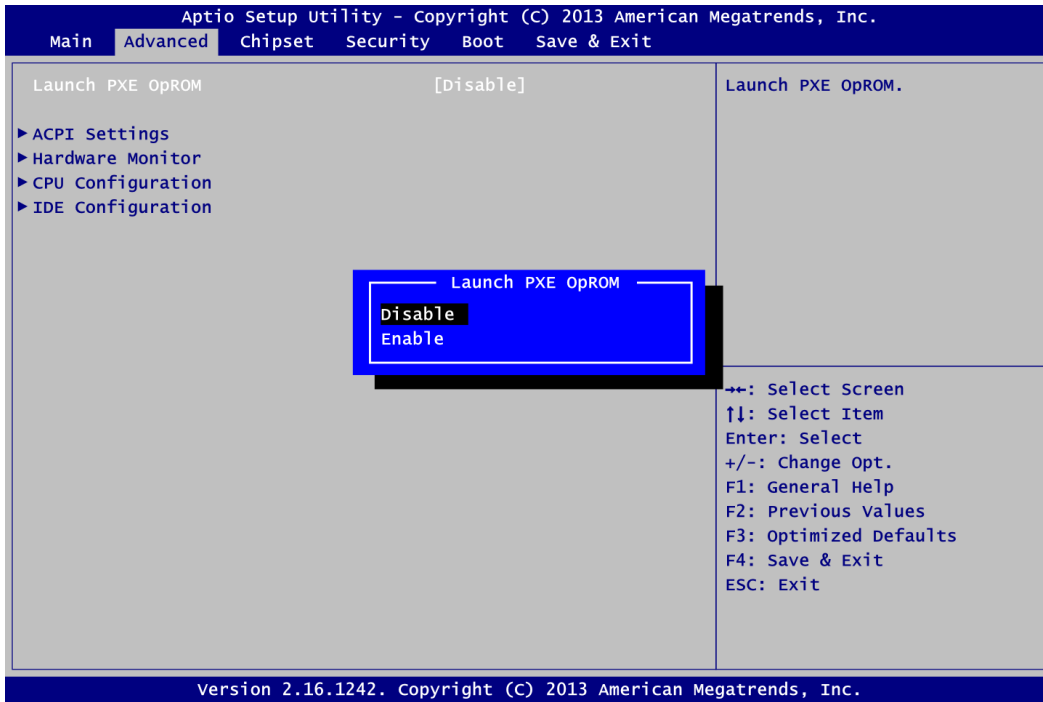 Aptio Setup Utility - Copyright (C) 2013 American Megatrends, Inc.
Main Advanced Chipset Security Boot Save & Exit
Launch PXE OpROM [Disable]
Launch PXE OpROM.
▶ ACPI Settings
▶ Hardware Monitor
▶ CPU Configuration
▶ IDE Configuration
Launch PXE OpROM
Disable
Enable
→←: Select Screen
↑↓: Select Item
Enter: Select
+/-: Change Opt.
F1: General Help
F2: Previous Values
F3: Optimized Defaults
F4: Save & Exit
ESC: Exit
Version 2.16.1242. Copyright (C) 2013 American Megatrends, Inc.